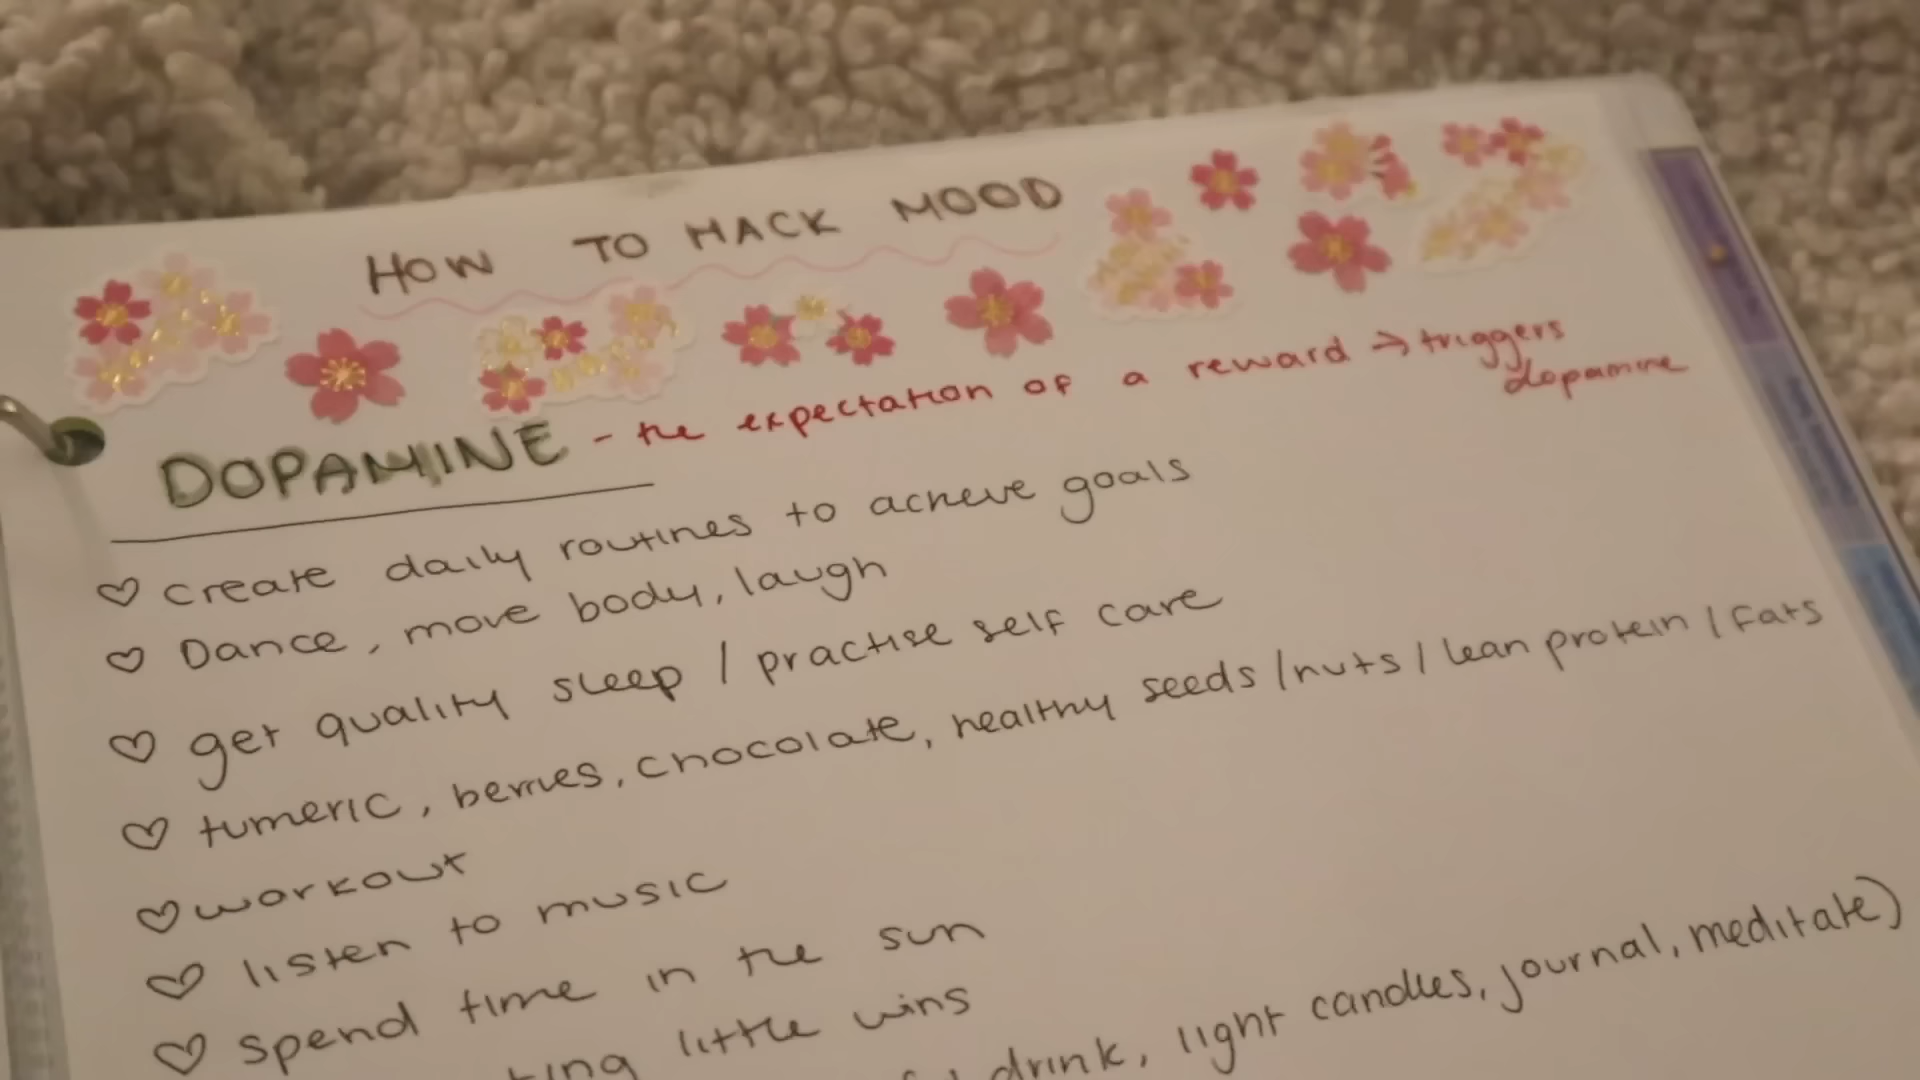 HOW TO HACK MOOD
DOPAMINE - the expectation of a reward → triggers
dopamine
♡ create daily routines to acheve goals
♡ Dance, move body, laugh
♡ get quality sleep / practise self care
♡ tumeric, berries, chocolate, healthy seeds / nuts / lean protein / fats
♡ workout
♡ listen to music
♡ spend time in the sun
little wins
drink, light candles, journal, meditate)